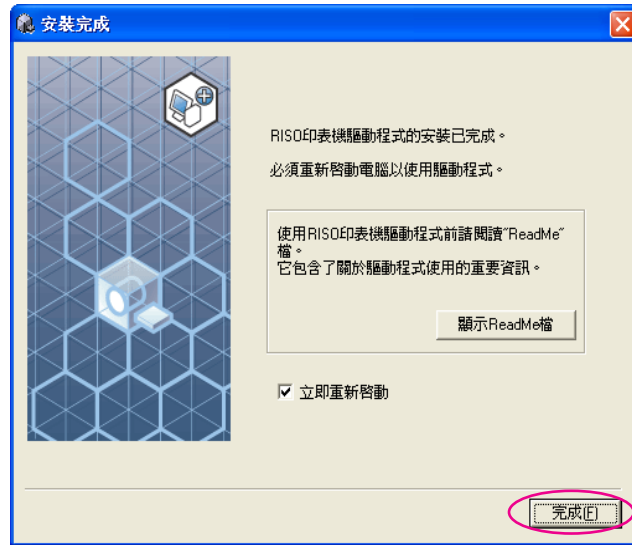 安裝完成
RISO印表機驅動程式的安裝已完成。
必須重新啓動電腦以使用驅動程式。
使用RISO印表機驅動程式前請閱讀"ReadMe"
檔。
它包含了關於驅動程式使用的重要資訊。
顯示ReadMe檔
立即重新啓動
完成(F)